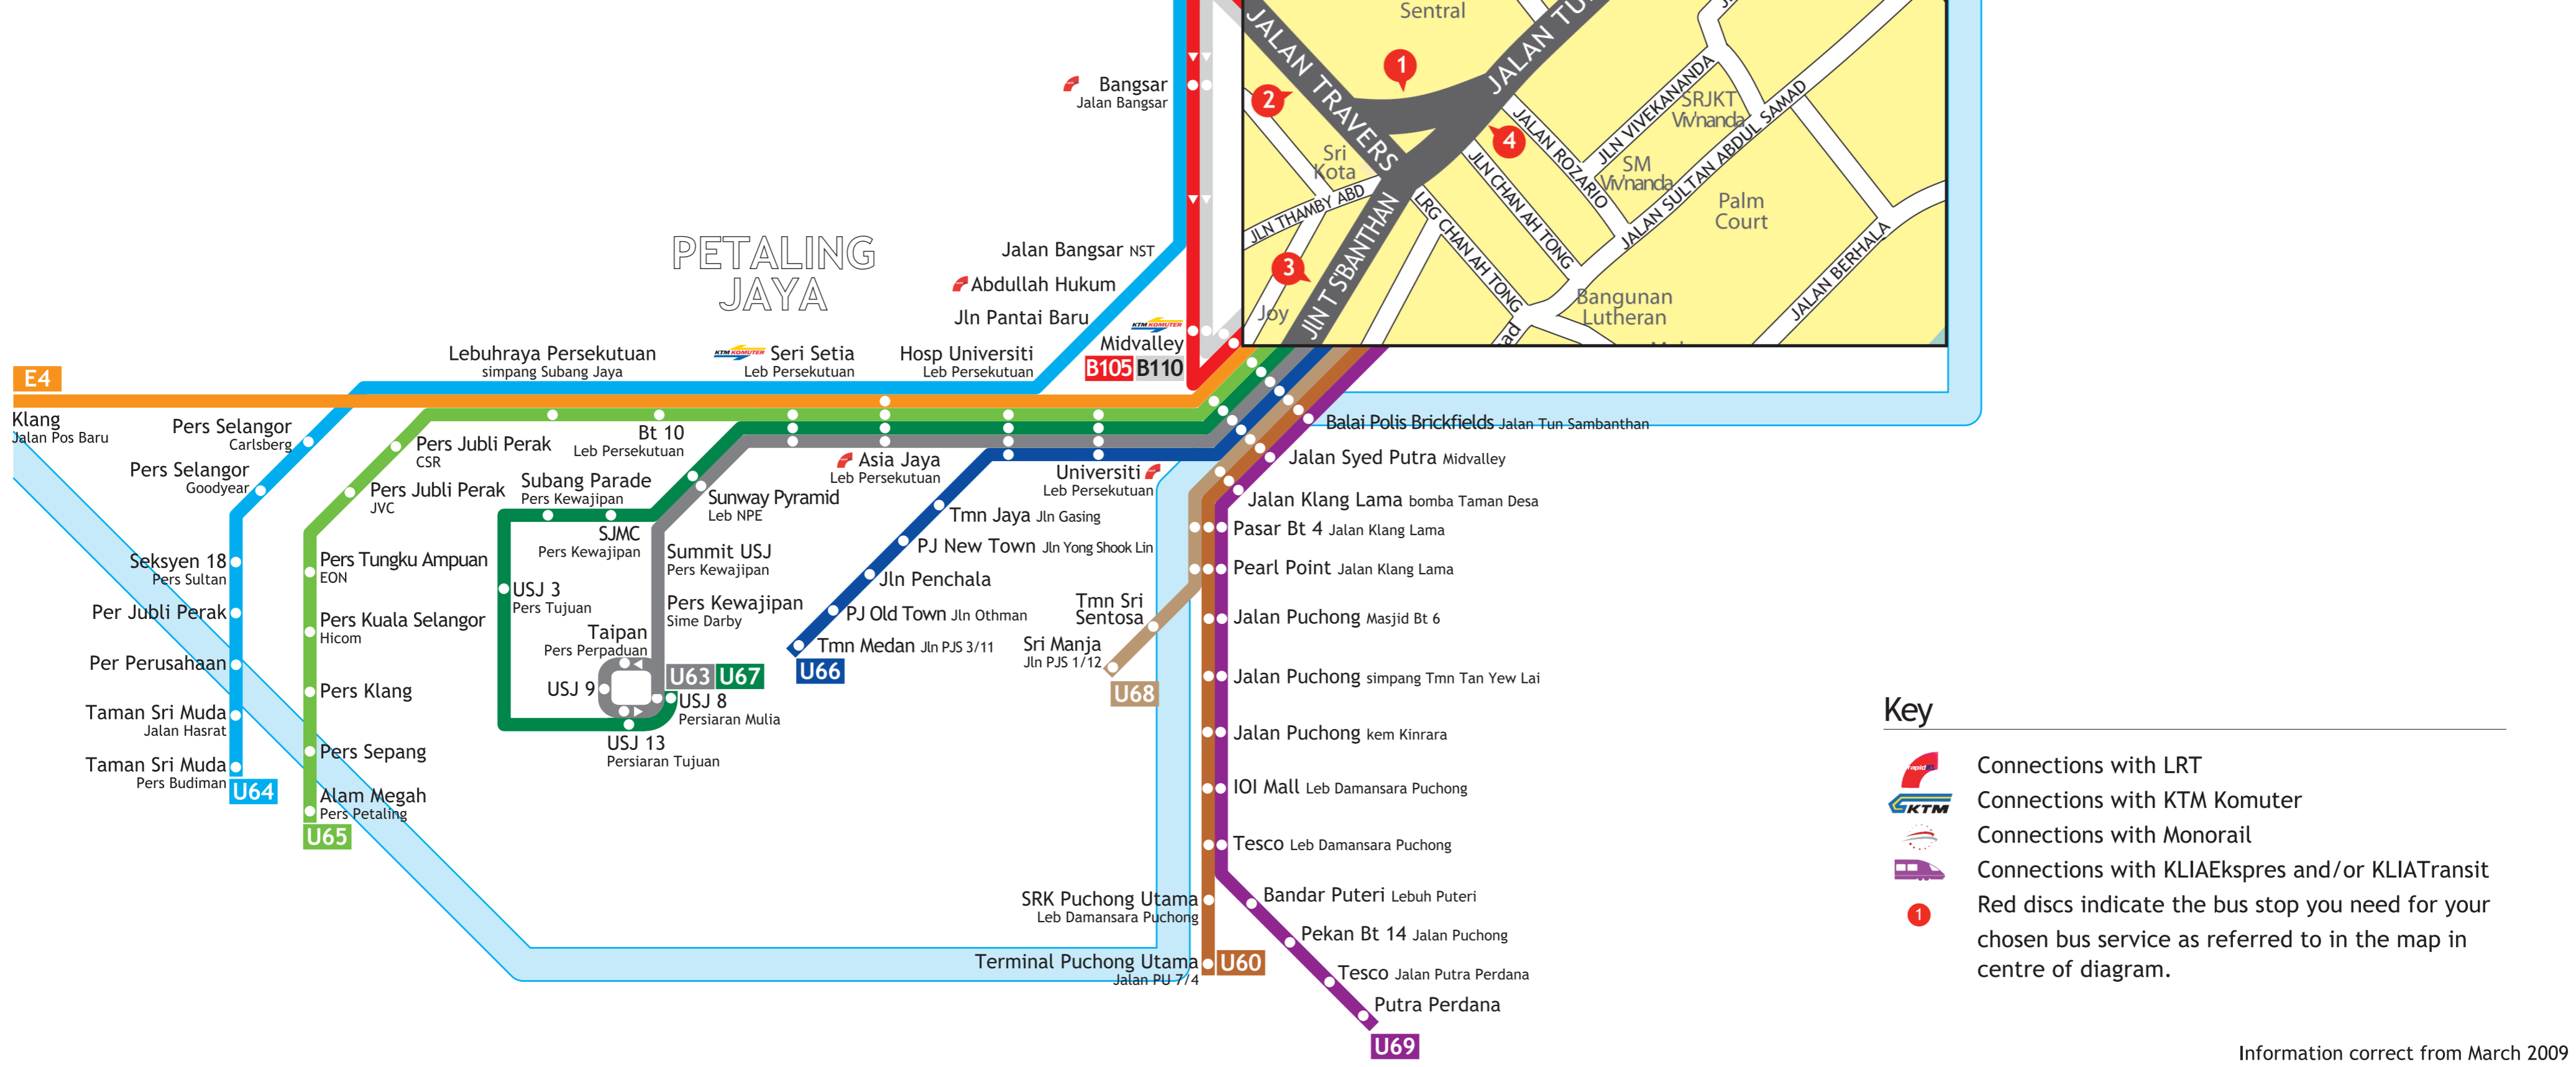 Bangsar
Jalan Bangsar
PETALING
JAYA
Jalan Bangsar NST
Abdullah Hukum
Jln Pantai Baru
KTM KOMUTER
Midvalley
B105 B110
Lebuhraya Persekutuan
simpang Subang Jaya
KTM KOMUTER Seri Setia
Leb Persekutuan
Hosp Universiti
Leb Persekutuan
E4
Klang
Jalan Pos Baru
Pers Selangor
Carlsberg
Pers Selangor
Goodyear
Seksyen 18
Pers Sultan
Per Jubli Perak
Per Perusahaan
Taman Sri Muda
Jalan Hasrat
Taman Sri Muda
Pers Budiman
U64
Pers Jubli Perak
CSR
Pers Jubli Perak
JVC
Pers Tungku Ampuan
EON
Pers Kuala Selangor
Hicom
Pers Klang
Pers Sepang
Alam Megah
Pers Petaling
U65
Bt 10
Leb Persekutuan
Subang Parade
Pers Kewajipan
SJMC
Pers Kewajipan
USJ 3
Pers Tujuan
Sunway Pyramid
Leb NPE
Summit USJ
Pers Kewajipan
Pers Kewajipan
Sime Darby
Taipan
Pers Perpaduan
U63 U67
USJ 9
USJ 8
Persiaran Mulia
USJ 13
Persiaran Tujuan
Asia Jaya
Leb Persekutuan
Universiti
Leb Persekutuan
Tmn Jaya Jln Gasing
PJ New Town Jln Yong Shook Lin
Jln Penchala
PJ Old Town Jln Othman
Tmn Medan Jln PJS 3/11
U66
Tmn Sri
Sentosa
Sri Manja
Jln PJS 1/12
U68
Balai Polis Brickfields Jalan Tun Sambanthan
Jalan Syed Putra Midvalley
Jalan Klang Lama bomba Taman Desa
Pasar Bt 4 Jalan Klang Lama
Pearl Point Jalan Klang Lama
Jalan Puchong Masjid Bt 6
Jalan Puchong simpang Tmn Tan Yew Lai
Jalan Puchong kem Kinrara
IOI Mall Leb Damansara Puchong
Tesco Leb Damansara Puchong
SRK Puchong Utama
Leb Damansara Puchong
Terminal Puchong Utama
Jalan PU 7/4
U60
Bandar Puteri Lebuh Puteri
Pekan Bt 14 Jalan Puchong
Tesco Jalan Putra Perdana
Putra Perdana
U69
Sentral
JALAN TRAVERS
1
2
3
4
Sri
Kota
JLN THAMBY ABD
JlN T S'BANTHAN
Joy
LRG CHAN AH TONG
JLN CHAN AH TONG
JALAN ROZARIO
JLN VIVEKANANDA
SRJKT
Viv'nanda
SM
Viv'nanda
JALAN SULTAN ABDUL SAMAD
Palm
Court
JALAN BERHALA
Bangunan
Lutheran
Key
rapid
Connections with LRT
KTM
Connections with KTM Komuter
Connections with Monorail
Connections with KLIAEkspres and/or KLIATransit
1
Red discs indicate the bus stop you need for your
chosen bus service as referred to in the map in
centre of diagram.
Information correct from March 2009